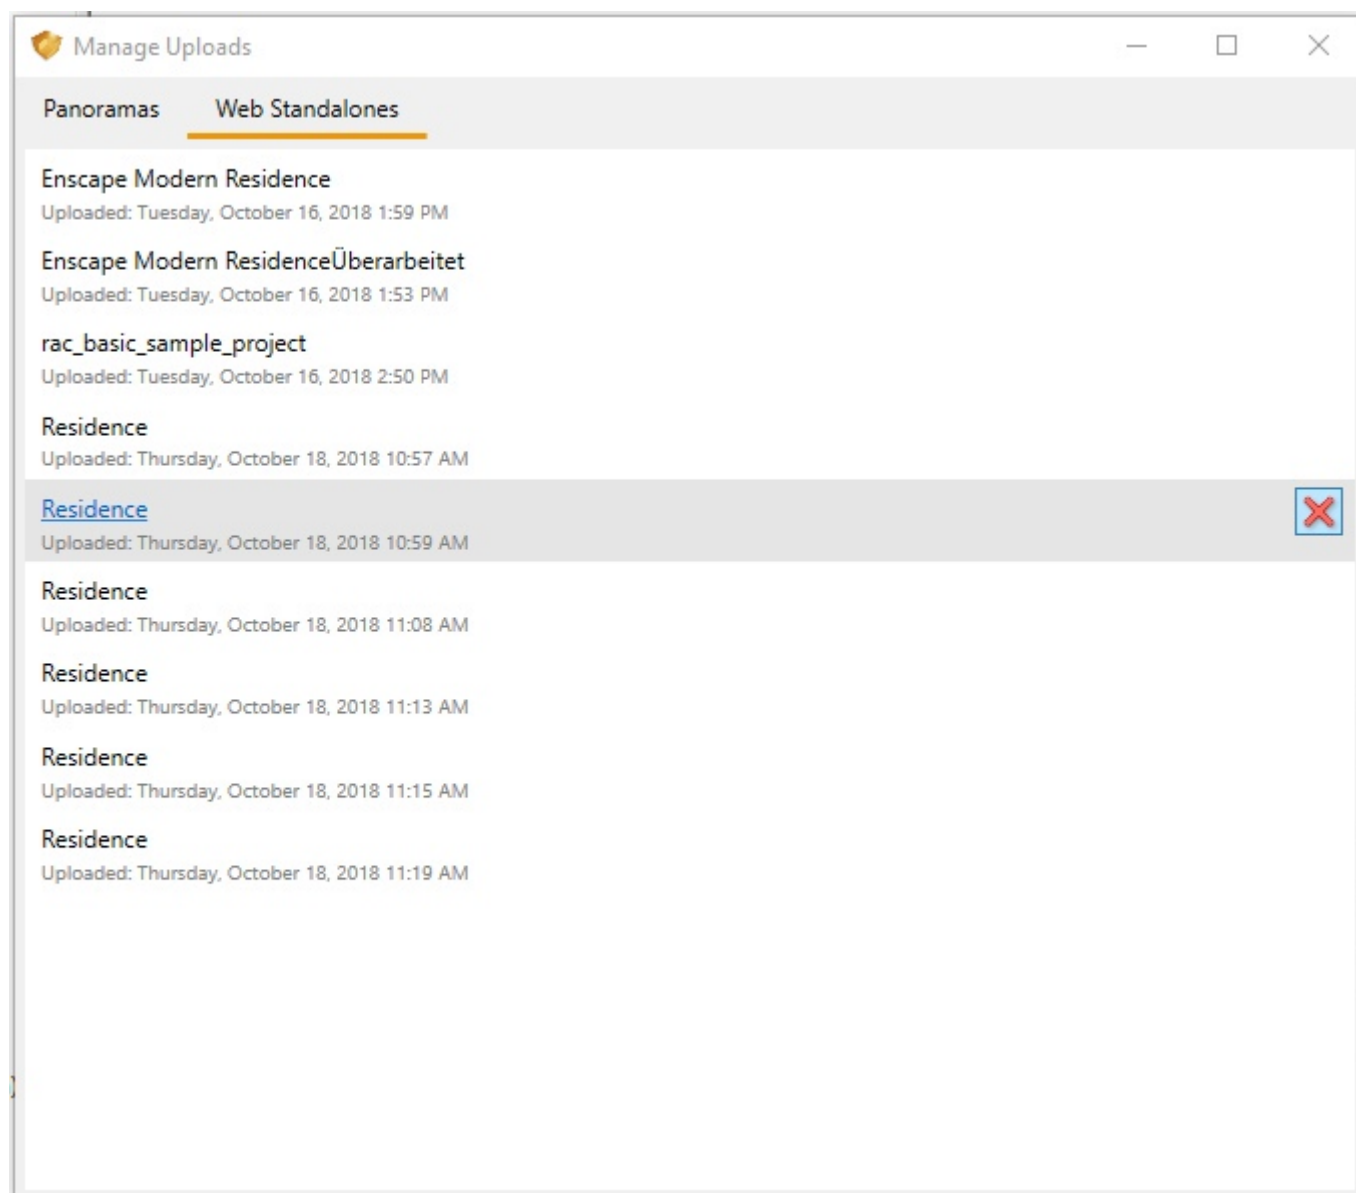 Manage Uploads
Panoramas Web Standalones
Enscape Modern Residence
Uploaded: Tuesday, October 16, 2018 1:59 PM
Enscape Modern ResidenceÜberarbeitet
Uploaded: Tuesday, October 16, 2018 1:53 PM
rac_basic_sample_project
Uploaded: Tuesday, October 16, 2018 2:50 PM
Residence
Uploaded: Thursday, October 18, 2018 10:57 AM
Residence
Uploaded: Thursday, October 18, 2018 10:59 AM
Residence
Uploaded: Thursday, October 18, 2018 11:08 AM
Residence
Uploaded: Thursday, October 18, 2018 11:13 AM
Residence
Uploaded: Thursday, October 18, 2018 11:15 AM
Residence
Uploaded: Thursday, October 18, 2018 11:19 AM